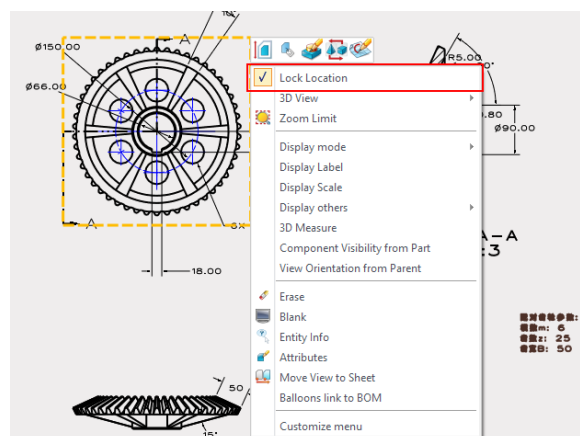 10°
A
Ø150.00
R5.00
Lock Location
3D View
Ø66.00
.80
Zoom Limit
Ø90.00
Display mode
Display Label
Display Scale
Display others
A
A-A
3D Measure
:3
Component Visibility from Part
View Orientation from Parent
18.00
Erase
Blank
Entity Info
m: 6
z: 25
B: 50
Attributes
Move View to Sheet
50
Balloons link to BOM
Customize menu
15°